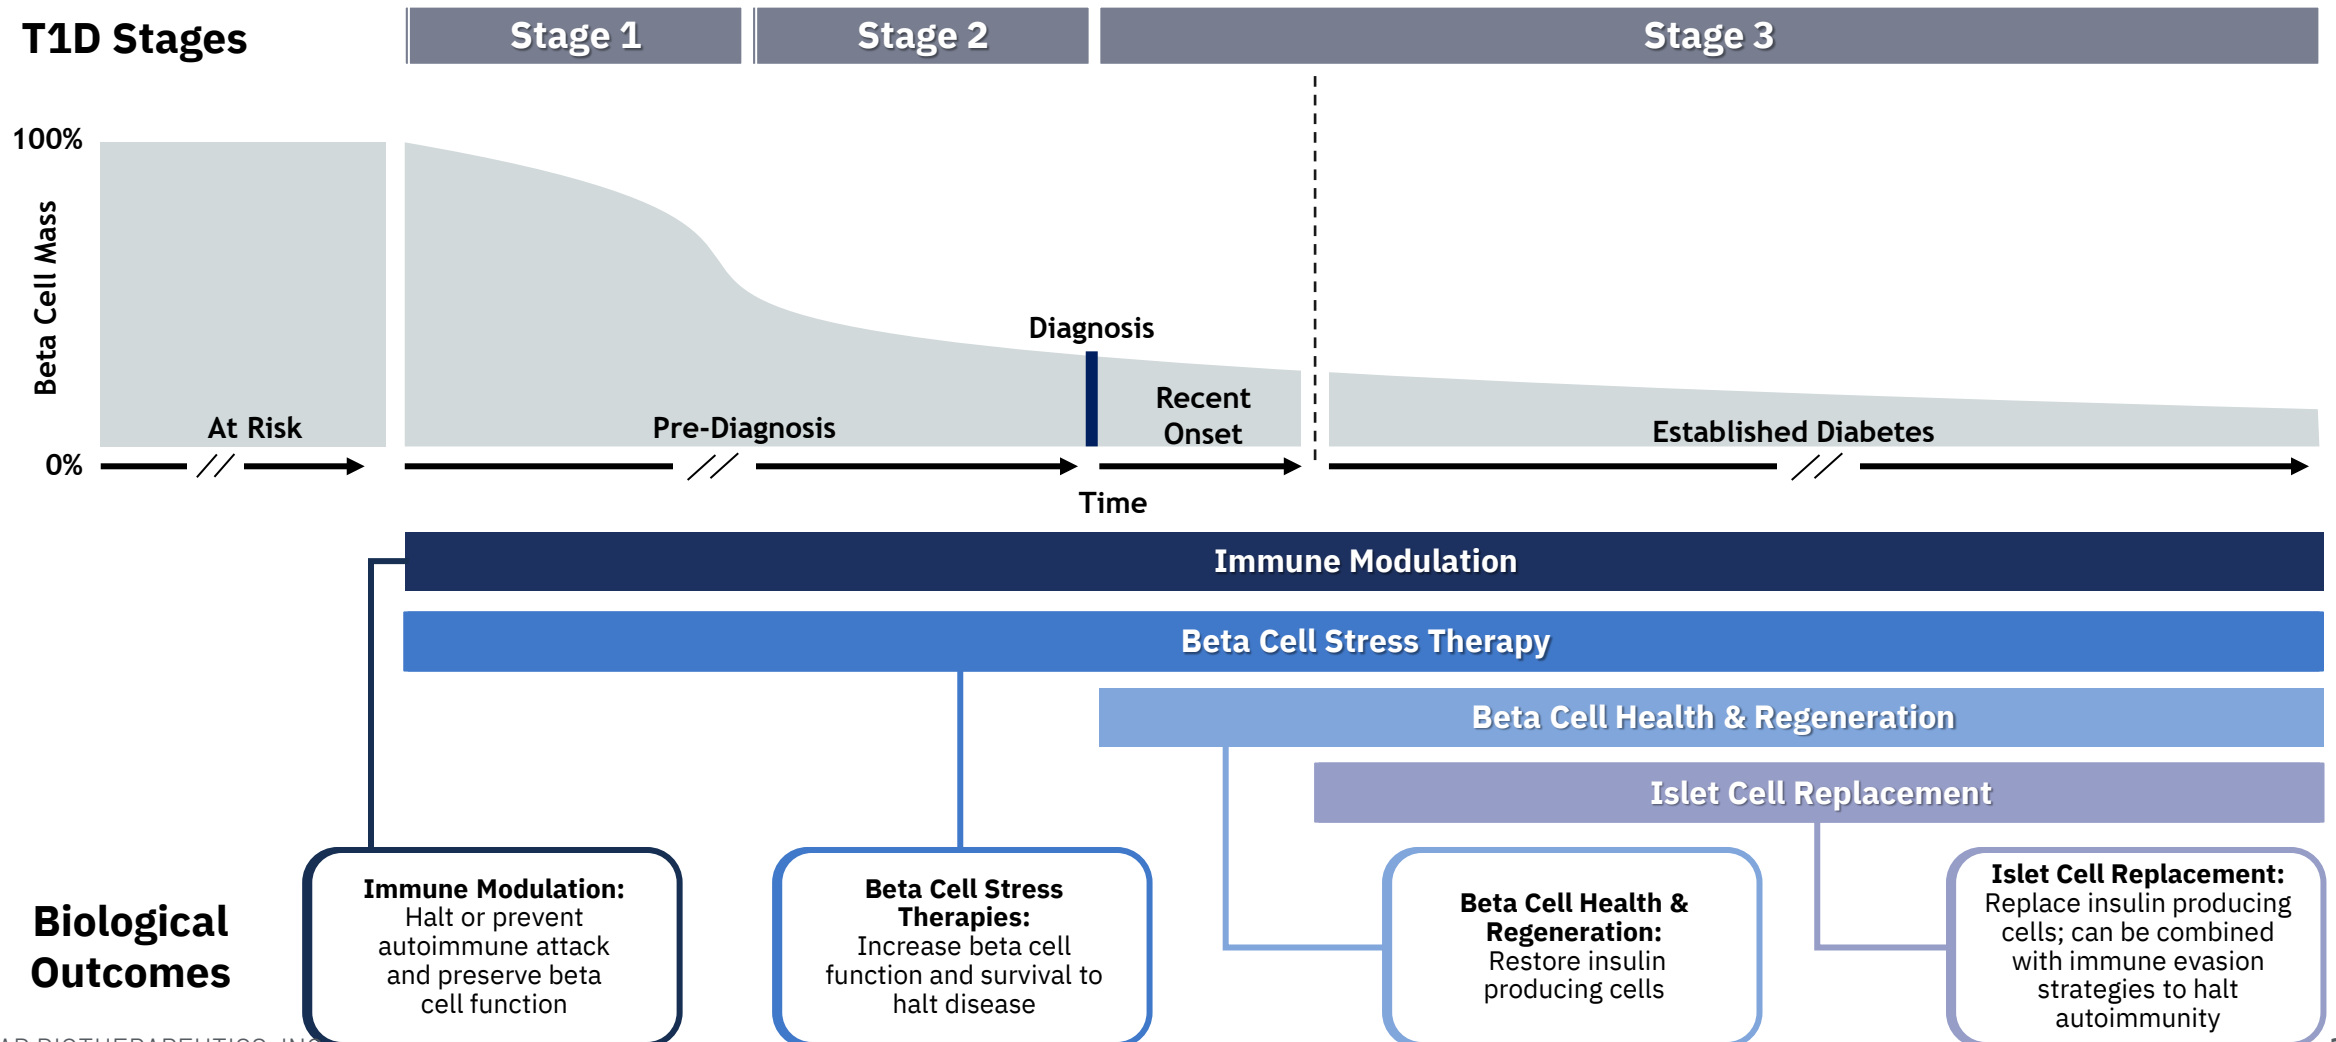 T1D Stages
Stage 1
Stage 2
Stage 3
100%
Beta Cell Mass
0%
At Risk
Pre-Diagnosis
Diagnosis
Recent
Onset
Established Diabetes
Time
Immune Modulation
Beta Cell Stress Therapy
Beta Cell Health & Regeneration
Islet Cell Replacement
Biological
Outcomes
Immune Modulation:
Halt or prevent
autoimmune attack
and preserve beta
cell function
Beta Cell Stress
Therapies:
Increase beta cell
function and survival to
halt disease
Beta Cell Health &
Regeneration:
Restore insulin
producing cells
Islet Cell Replacement:
Replace insulin producing
cells; can be combined
with immune evasion
strategies to halt
autoimmunity